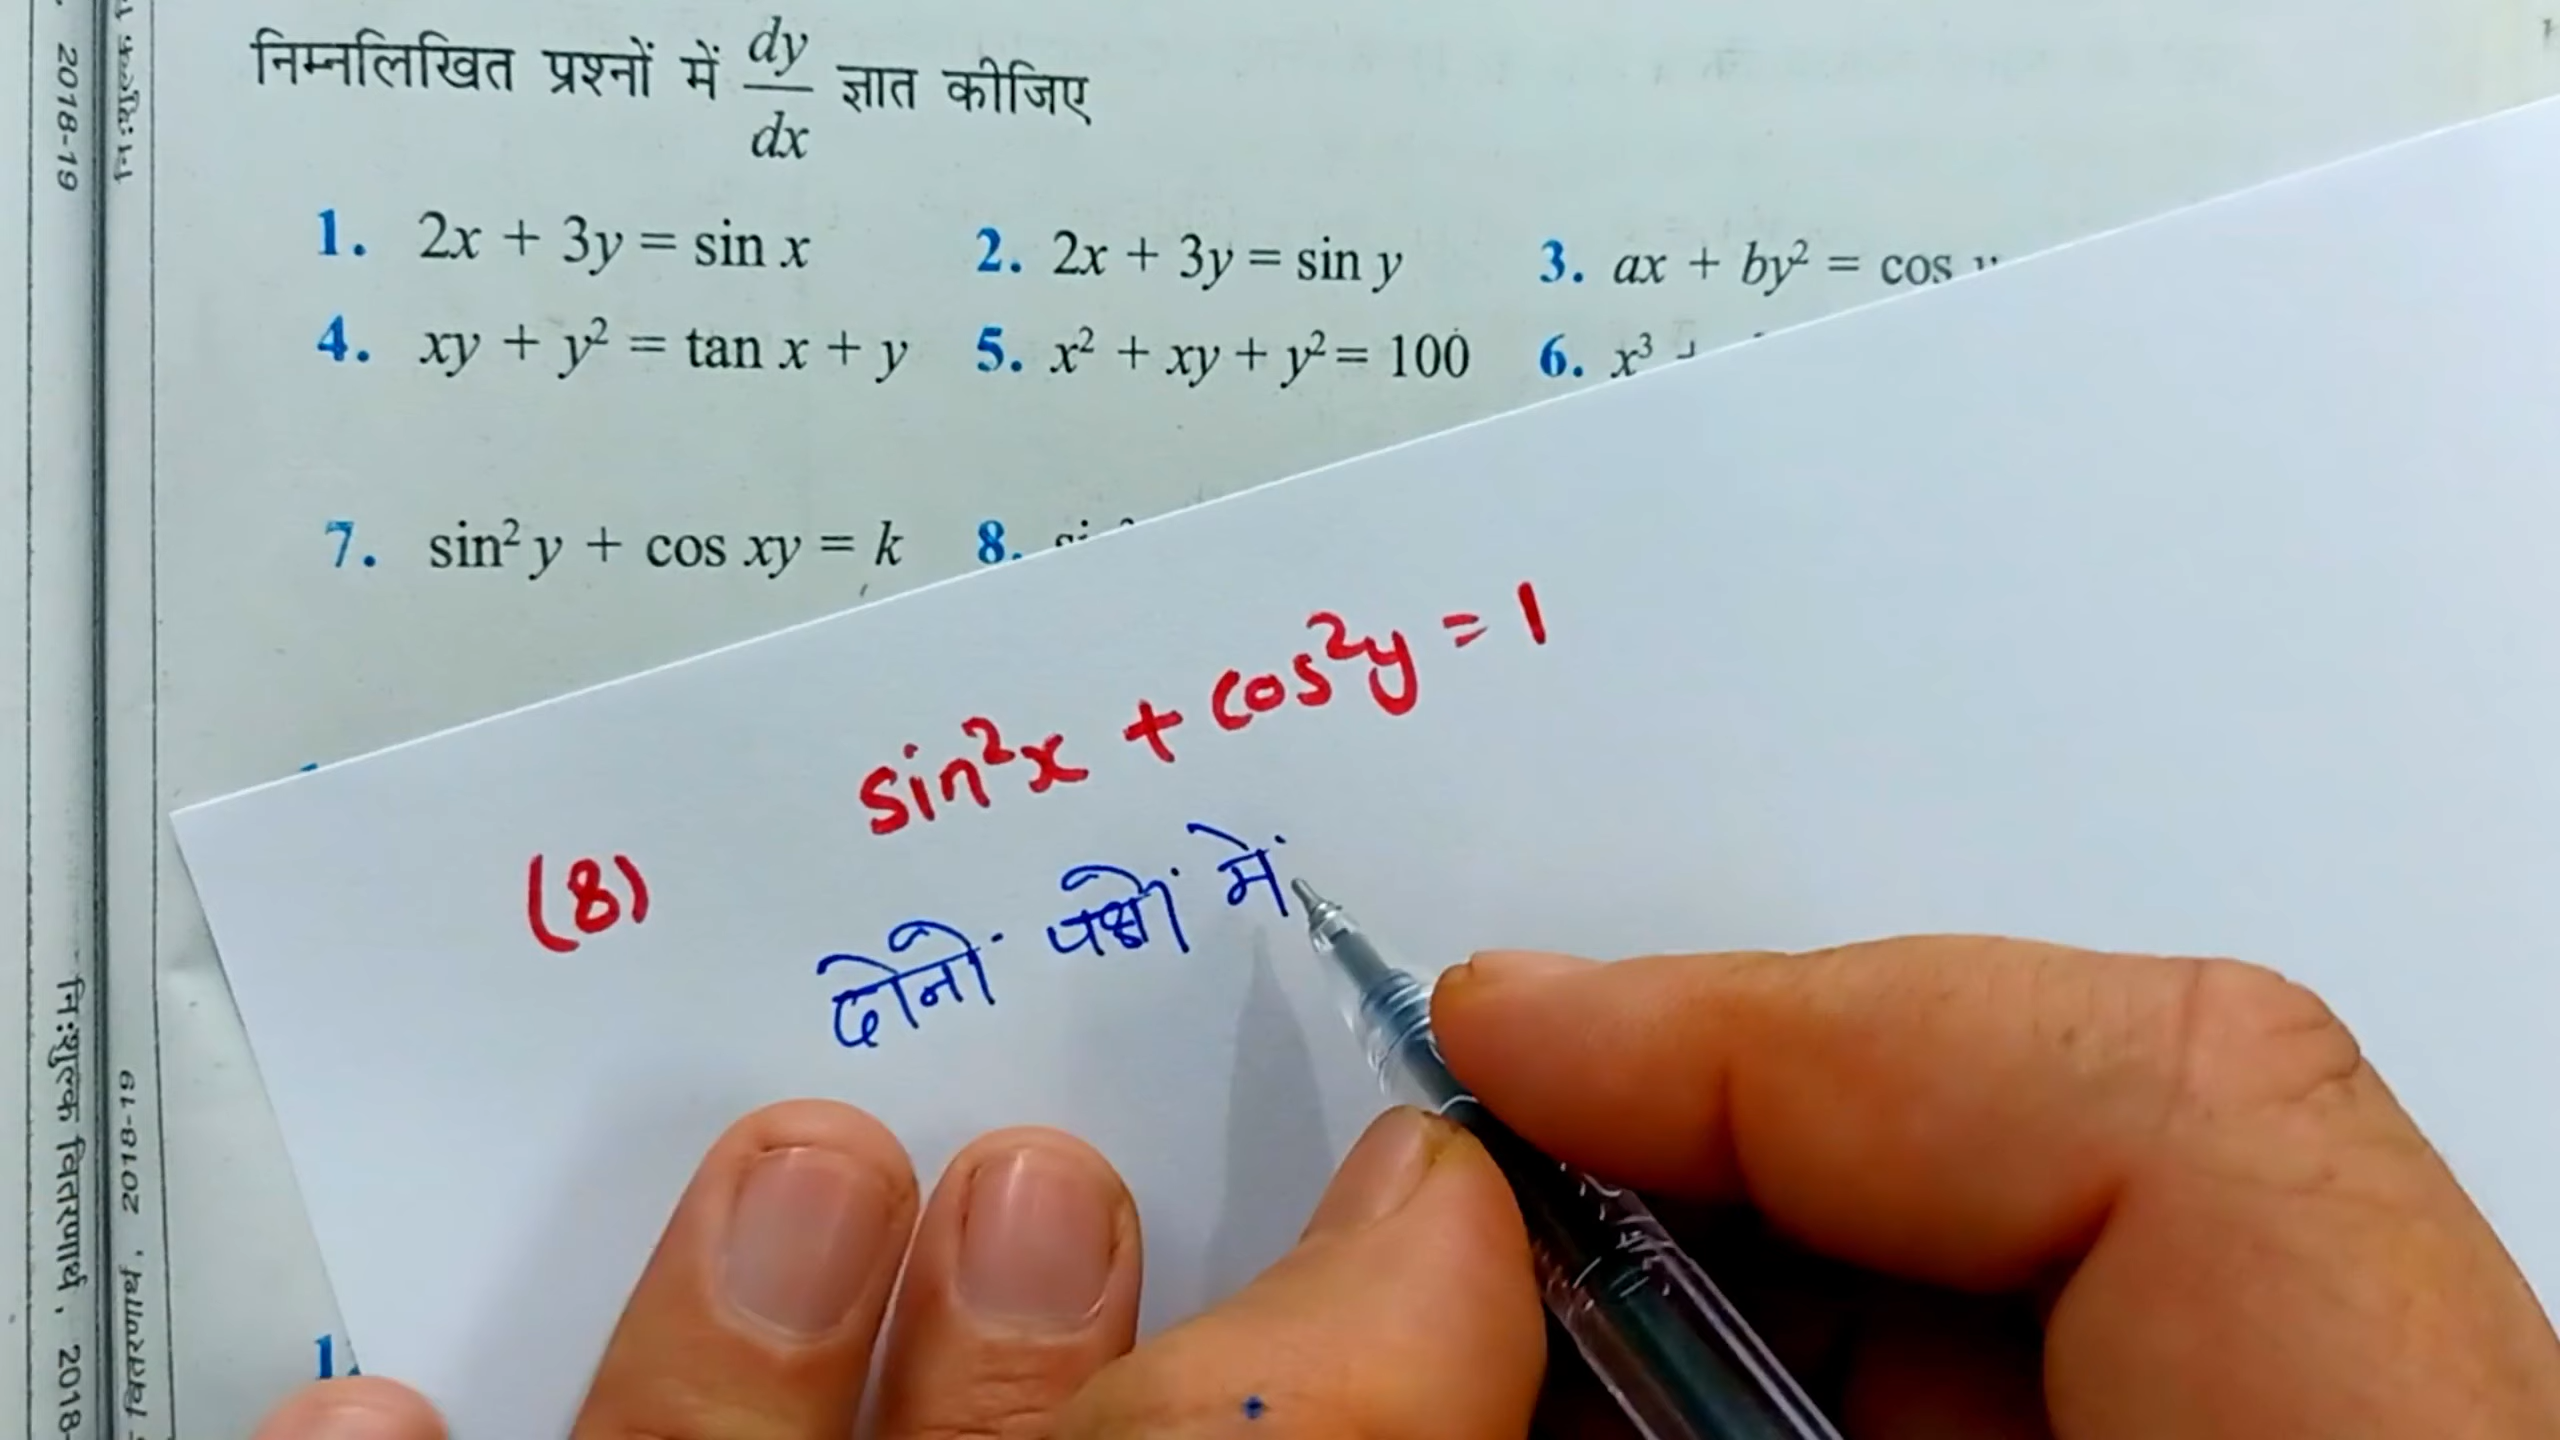 निम्नलिखित प्रश्नों में dy/dx ज्ञात कीजिए
1. 2x + 3y = sin x 2. 2x + 3y = sin y 3. ax + by² = cos
4. xy + y² = tan x + y 5. x² + xy + y² = 100 6. x³
7. sin² y + cos xy = k 8.
sin²x + cos²y = 1
(8)
दोनों पक्षों में
1.
2018-19
नि:शुल्क वितरणार्थ, 2018-
2018-19